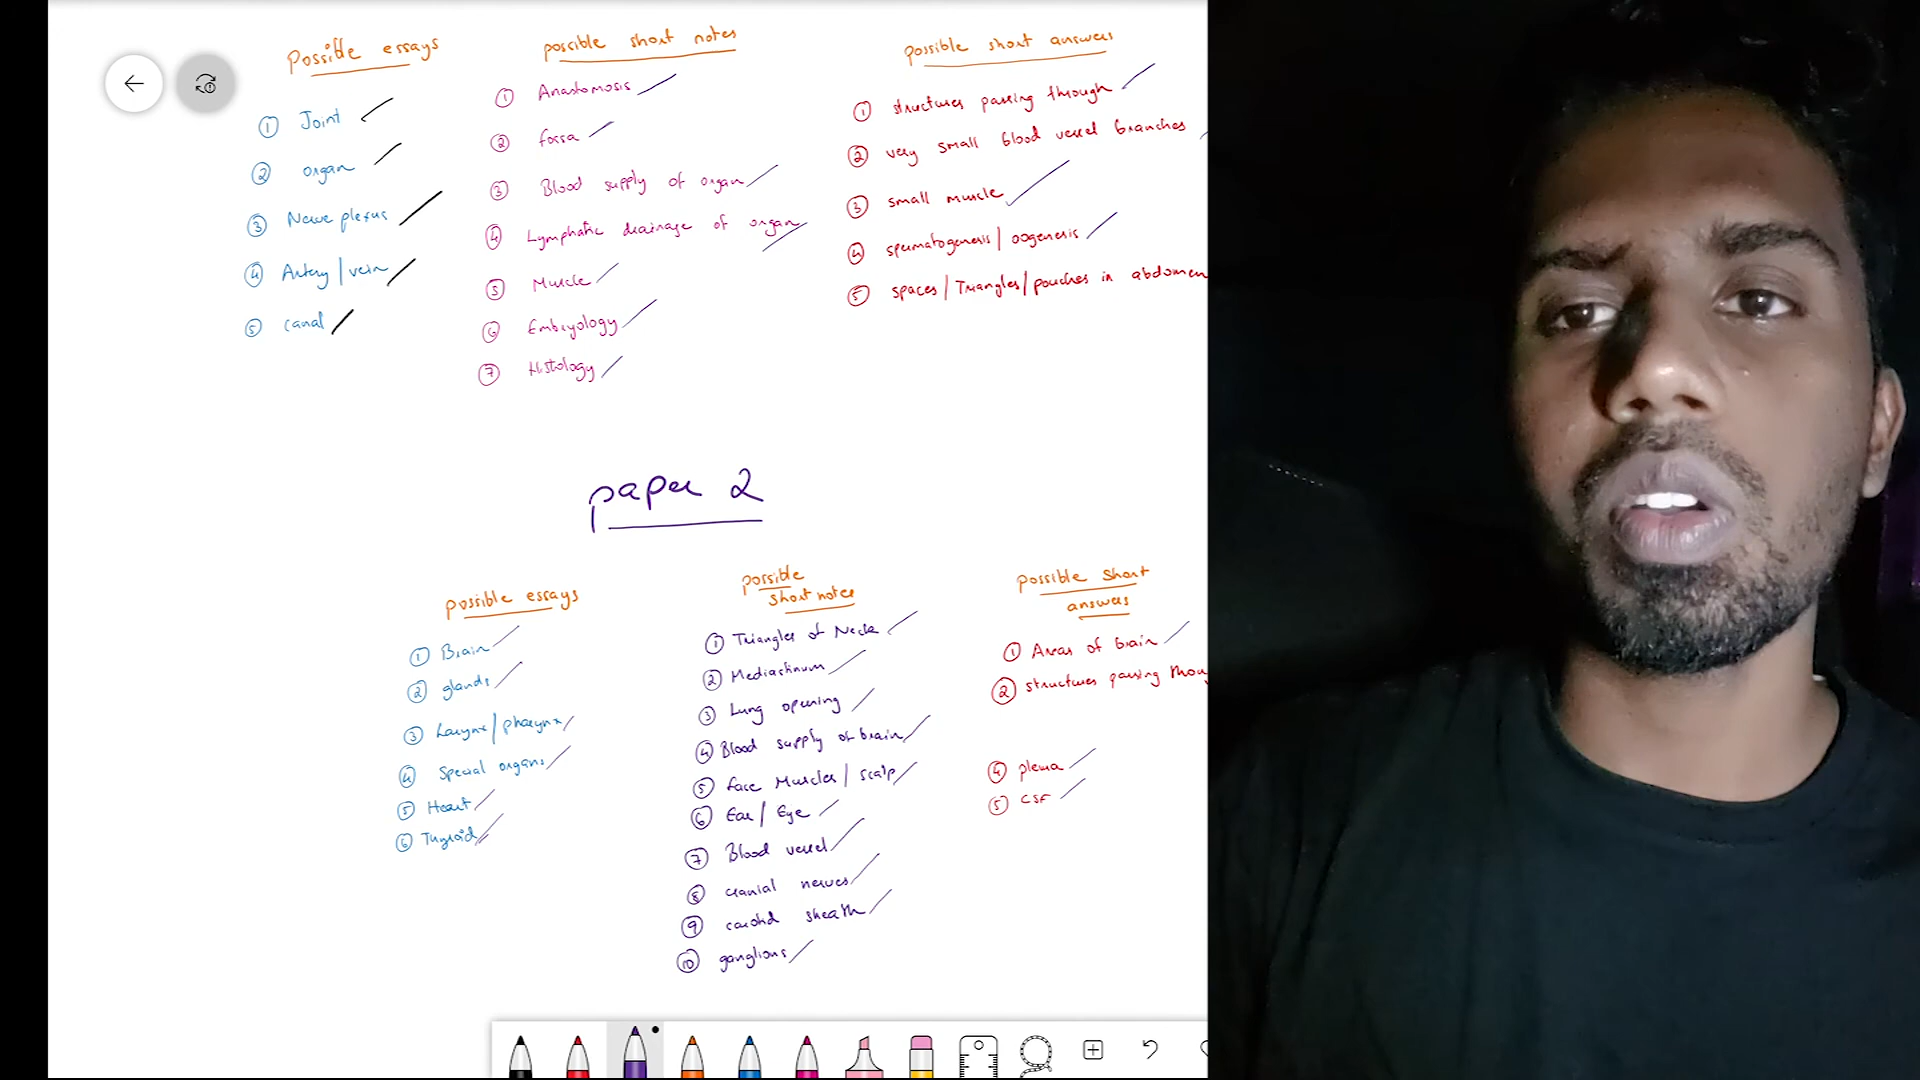 possible essays
① Joint
② organ
③ Nerve plexus
④ Artery | vein
⑤ canal
possible short notes
① Anastomosis
② fossa
③ Blood supply of organ
④ Lymphatic drainage of organ
⑤ Muscle
⑥ Embryology
⑦ Histology
possible short answers
① structures passing through
② very small blood vessel branches
③ small muscle
④ spermatogenesis | oogenesis
⑤ spaces | Triangles | pouches in abdomen
paper 2
possible essays
① Brain
② glands
③ Larynx | pharynx
④ Special organs
⑤ Heart
⑥ Thyroid
possible
short notes
① Triangles of Neck
② Mediastinum
③ Lung opening
④ Blood supply of brain
⑤ Face Muscles | scalp
⑥ Ear | Eye
⑦ Blood vessel
⑧ cranial nerves
⑨ carotid sheath
⑩ ganglions
possible short
answers
① Areas of brain
② structures passing throu
④ pleura
⑤ CSF